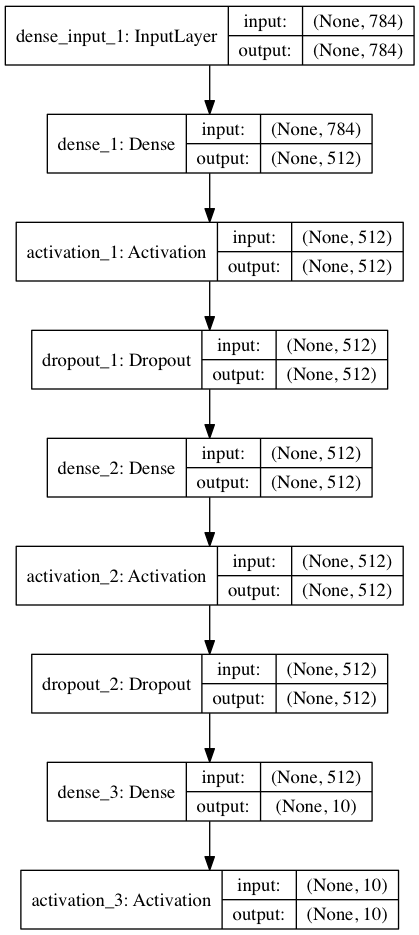 dense_input_1: InputLayer
input: (None, 784)
output: (None, 784)
dense_1: Dense
input: (None, 784)
output: (None, 512)
activation_1: Activation
input: (None, 512)
output: (None, 512)
dropout_1: Dropout
input: (None, 512)
output: (None, 512)
dense_2: Dense
input: (None, 512)
output: (None, 512)
activation_2: Activation
input: (None, 512)
output: (None, 512)
dropout_2: Dropout
input: (None, 512)
output: (None, 512)
dense_3: Dense
input: (None, 512)
output: (None, 10)
activation_3: Activation
input: (None, 10)
output: (None, 10)